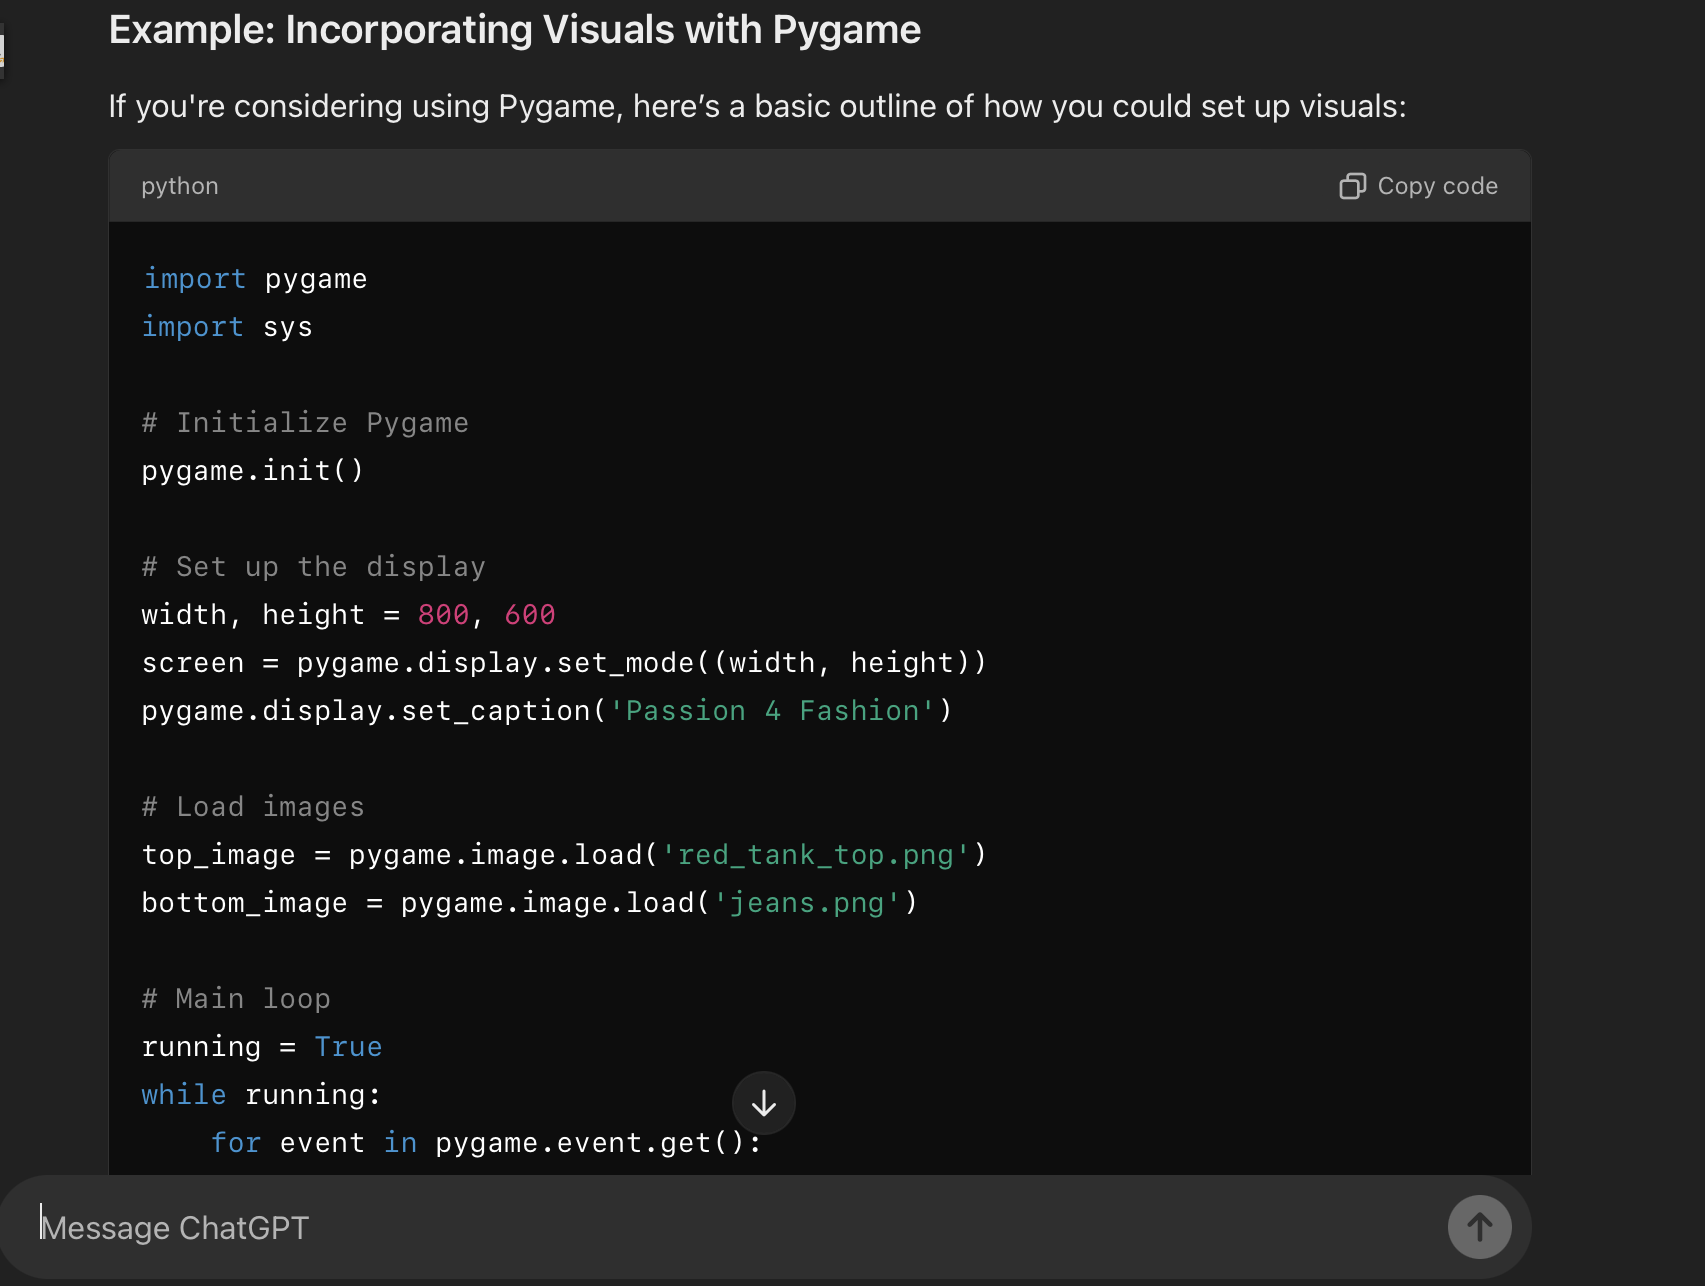 Example: Incorporating Visuals with Pygame
If you're considering using Pygame, here’s a basic outline of how you could set up visuals:
python
Copy code
import pygame
import sys
# Initialize Pygame
pygame.init()
# Set up the display
width, height = 800, 600
screen = pygame.display.set_mode((width, height))
pygame.display.set_caption('Passion 4 Fashion')
# Load images
top_image = pygame.image.load('red_tank_top.png')
bottom_image = pygame.image.load('jeans.png')
# Main loop
running = True
while running:
    for event in pygame.event.get():
Message ChatGPT